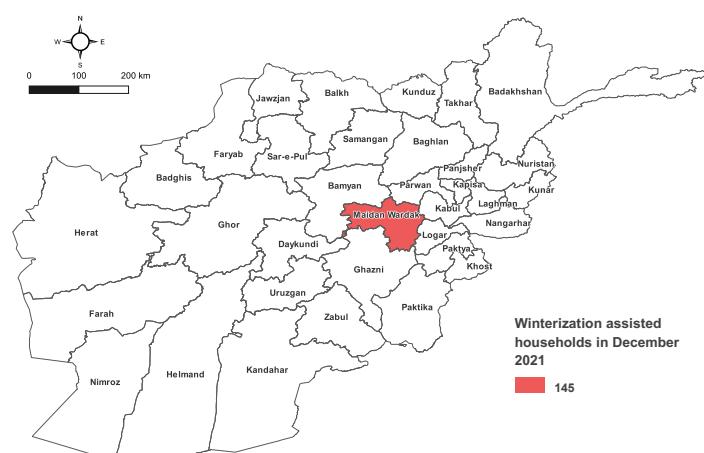 N
W E
S
0 100 200 km
Jawzjan
Balkh
Kunduz
Takhar
Badakhshan
Faryab
Sar-e-Pul
Samangan
Baghlan
Badghis
Panjsher
Nuristan
Bamyan
Parwan
Kapisa
Kunar
Herat
Ghor
Maidan Wardak
Kabul
Laghman
Nangarhar
Daykundi
Logar
Paktya
Ghazni
Khost
Uruzgan
Farah
Zabul
Paktika
Nimroz
Helmand
Kandahar
Winterization assisted
households in December
2021
145